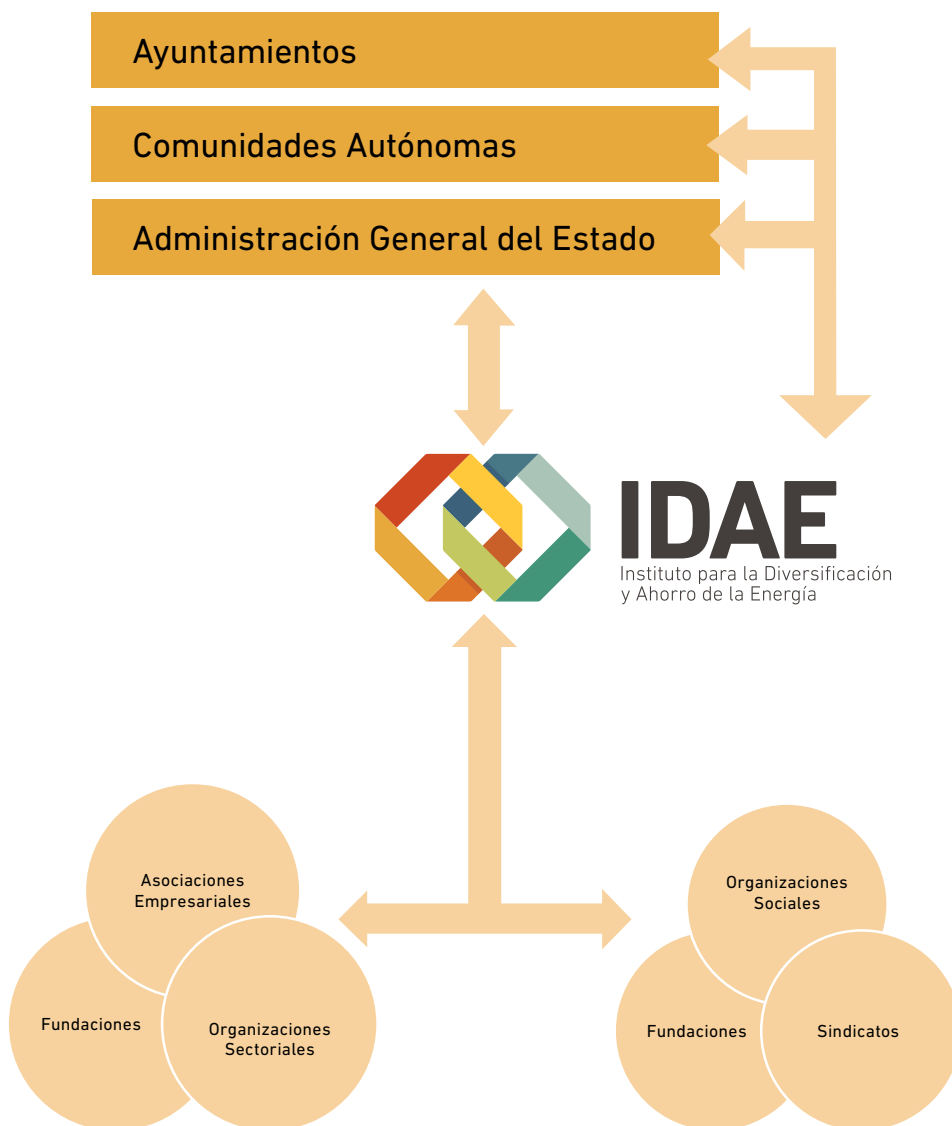 Ayuntamientos
Comunidades Autónomas
Administración General del Estado
IDAE
Instituto para la Diversificación
y Ahorro de la Energía
Asociaciones
Empresariales
Fundaciones
Organizaciones
Sectoriales
Organizaciones
Sociales
Fundaciones
Sindicatos